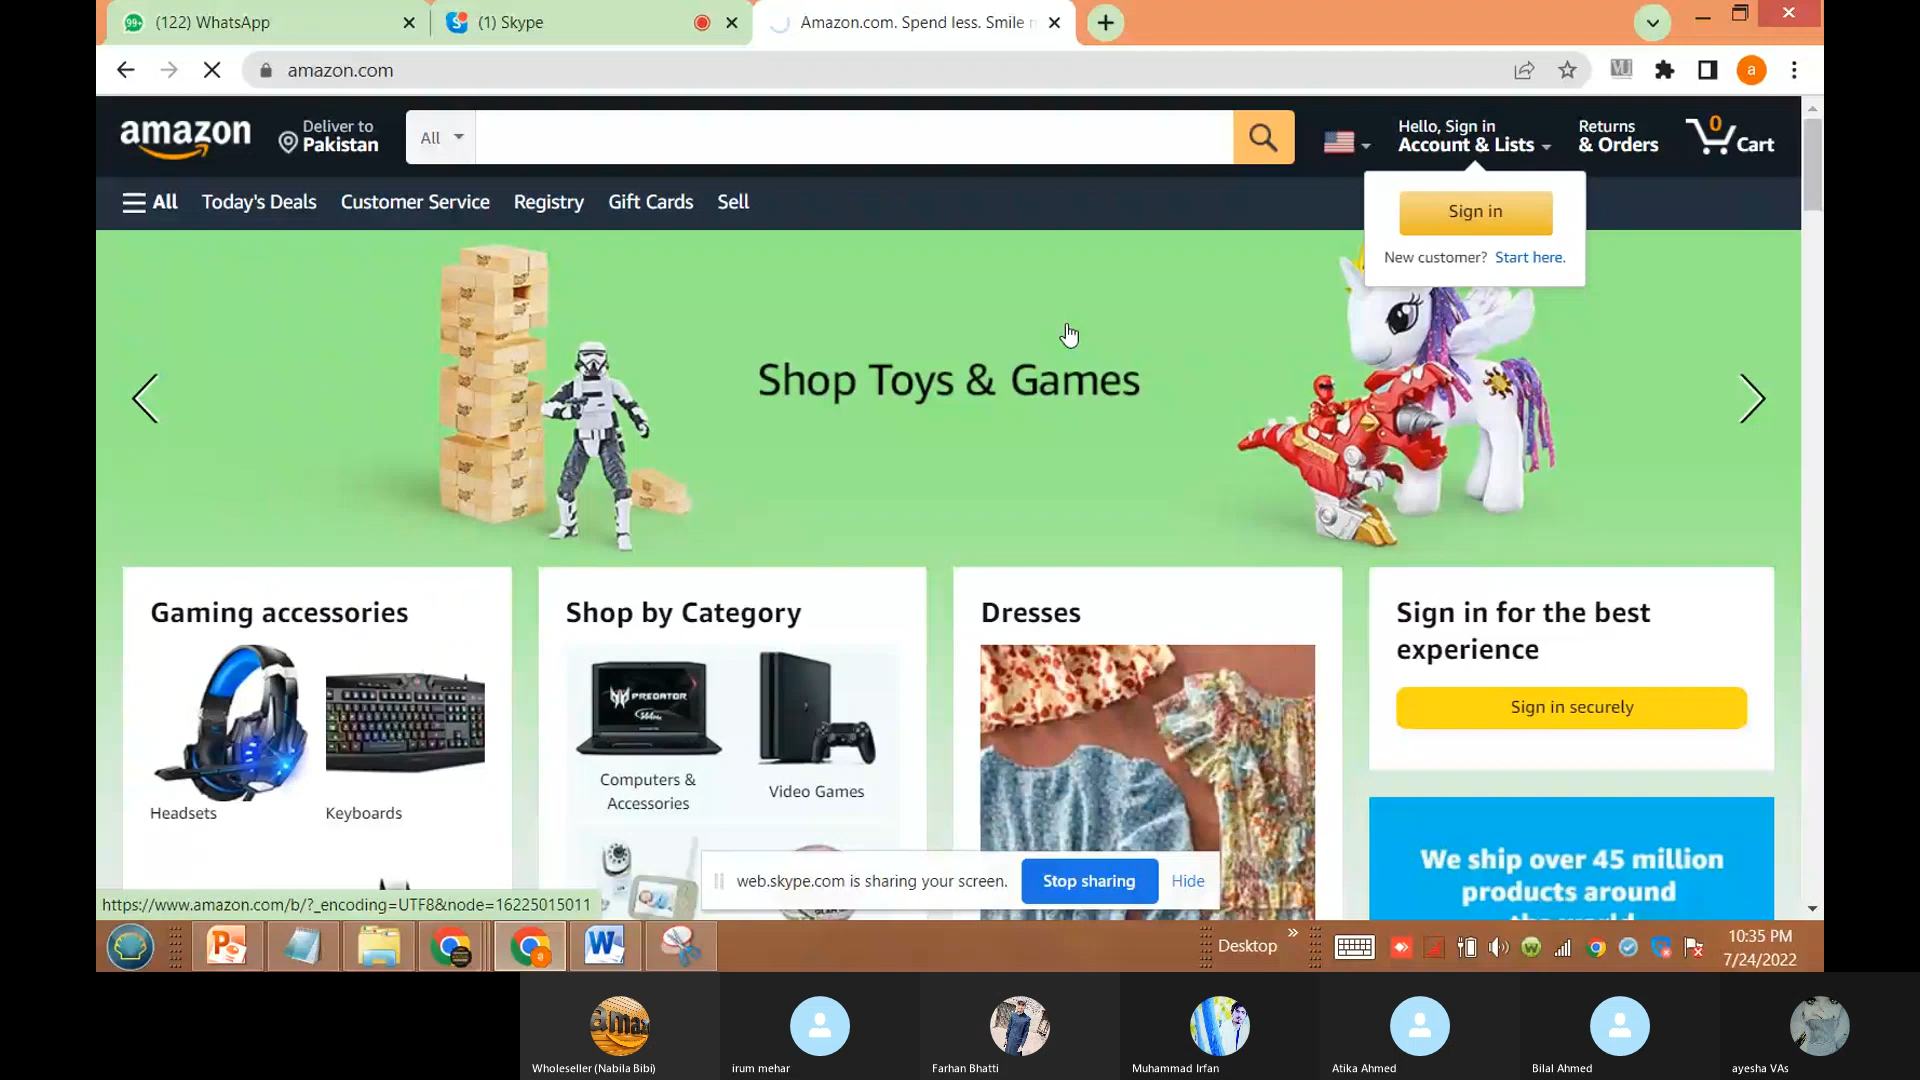 (122) WhatsApp
(1) Skype
Amazon.com. Spend less. Smile
amazon.com
a
amazon
Deliver to
Pakistan
All
Hello, Sign in
Account & Lists
Returns
& Orders
0
Cart
All
Today's Deals
Customer Service
Registry
Gift Cards
Sell
Sign in
New customer? Start here.
Shop Toys & Games
Gaming accessories
Headsets
Keyboards
Shop by Category
PREDATOR
Computers &
Accessories
Video Games
Dresses
Sign in for the best
experience
Sign in securely
We ship over 45 million
products around
web.skype.com is sharing your screen.
Stop sharing
Hide
https://www.amazon.com/b/?_encoding=UTF8&node=16225015011
Desktop
10:35 PM
7/24/2022
Wholeseller (Nabila Bibi)
irum mehar
Farhan Bhatti
Muhammad Irfan
Atika Ahmed
Bilal Ahmed
ayesha VAs